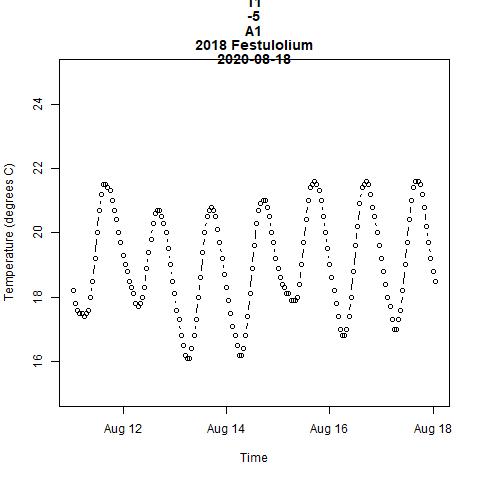 T1
-5
A1
2018 Festulolium
2020-08-18
Temperature (degrees C)
24
22
20
18
16
Aug 12 Aug 14 Aug 16 Aug 18
Time